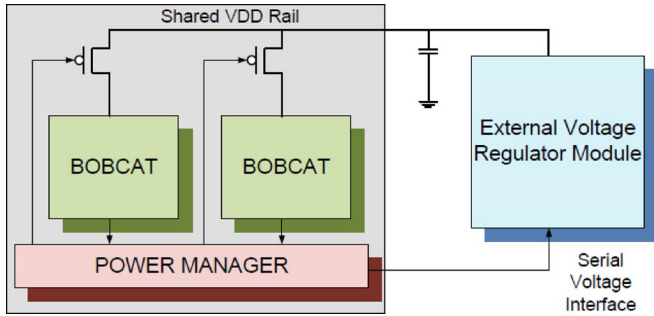 Shared VDD Rail
BOBCAT
BOBCAT
External Voltage
Regulator Module
POWER MANAGER
Serial
Voltage
Interface